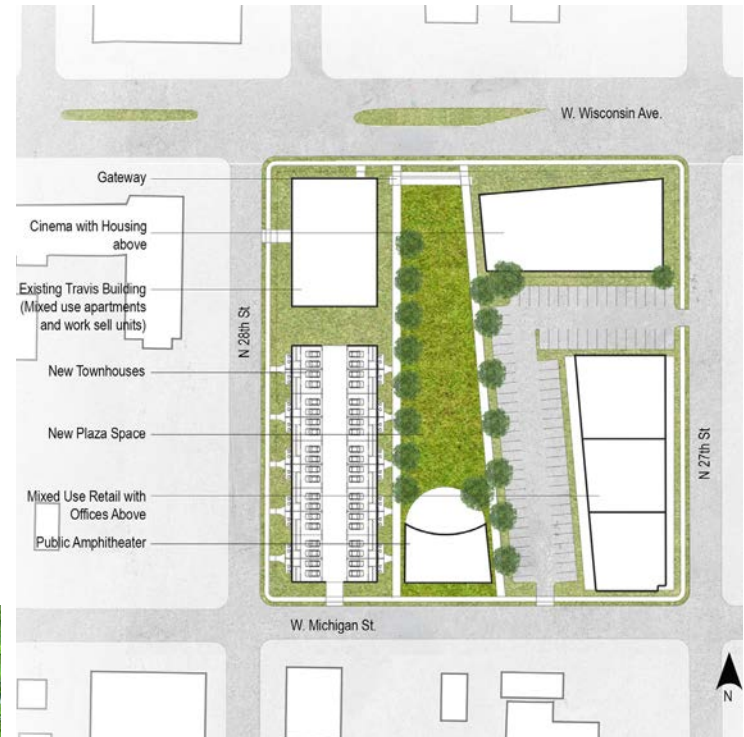 W. Wisconsin Ave.
Gateway
Cinema with Housing
above
Existing Travis Building
(Mixed use apartments
and work sell units)
N 28th St
New Townhouses
New Plaza Space
N 27th St
Mixed Use Retail with
Offices Above
Public Amphitheater
W. Michigan St.
N